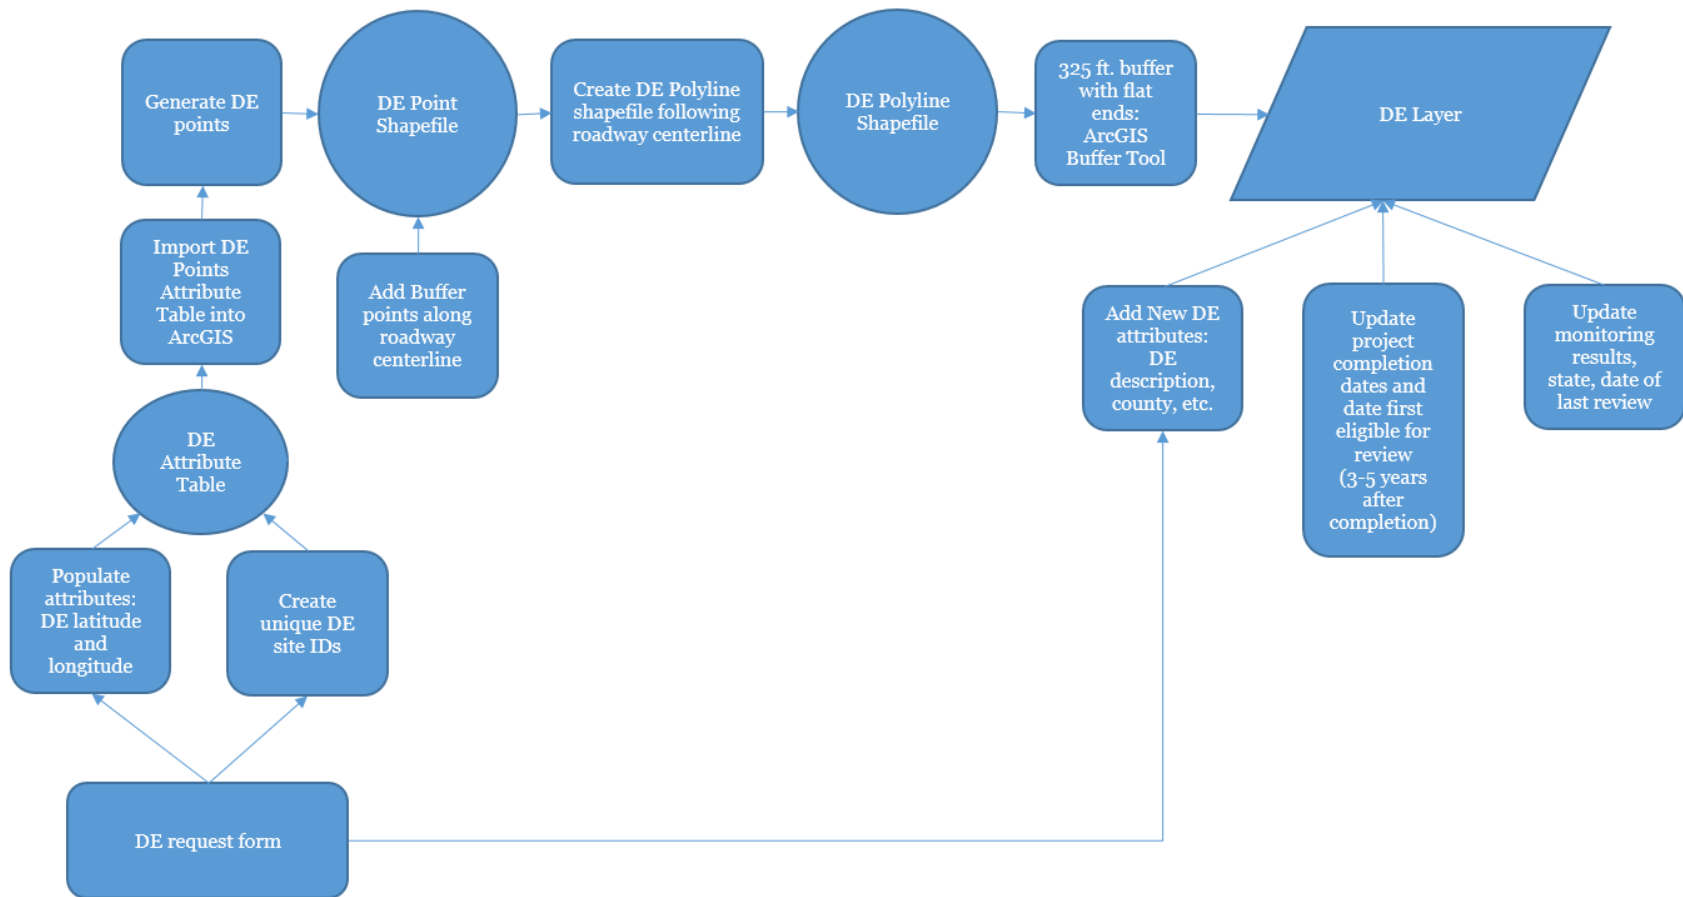 Generate DE
points
DE Point
Shapefile
Create DE Polyline
shapefile following
roadway centerline
DE Polyline
Shapefile
325 ft. buffer
with flat
ends:
ArcGIS
Buffer Tool
DE Layer
Import DE
Points
Attribute
Table into
ArcGIS
Add Buffer
points along
roadway
centerline
Add New DE
attributes:
DE
description,
county, etc.
Update
project
completion
dates and
date first
eligible for
review
(3-5 years
after
completion)
Update
monitoring
results,
state, date of
last review
DE
Attribute
Table
Populate
attributes:
DE latitude
and
longitude
Create
unique DE
site IDs
DE request form